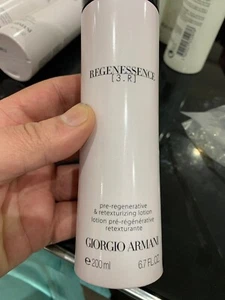 REGENESSENCE
[3.R]
pre-regenerative
& retexturizing lotion
lotion pré-régénérative
retexturante
GIORGIO ARMANI
e 200 ml 6.7 FL.OZ